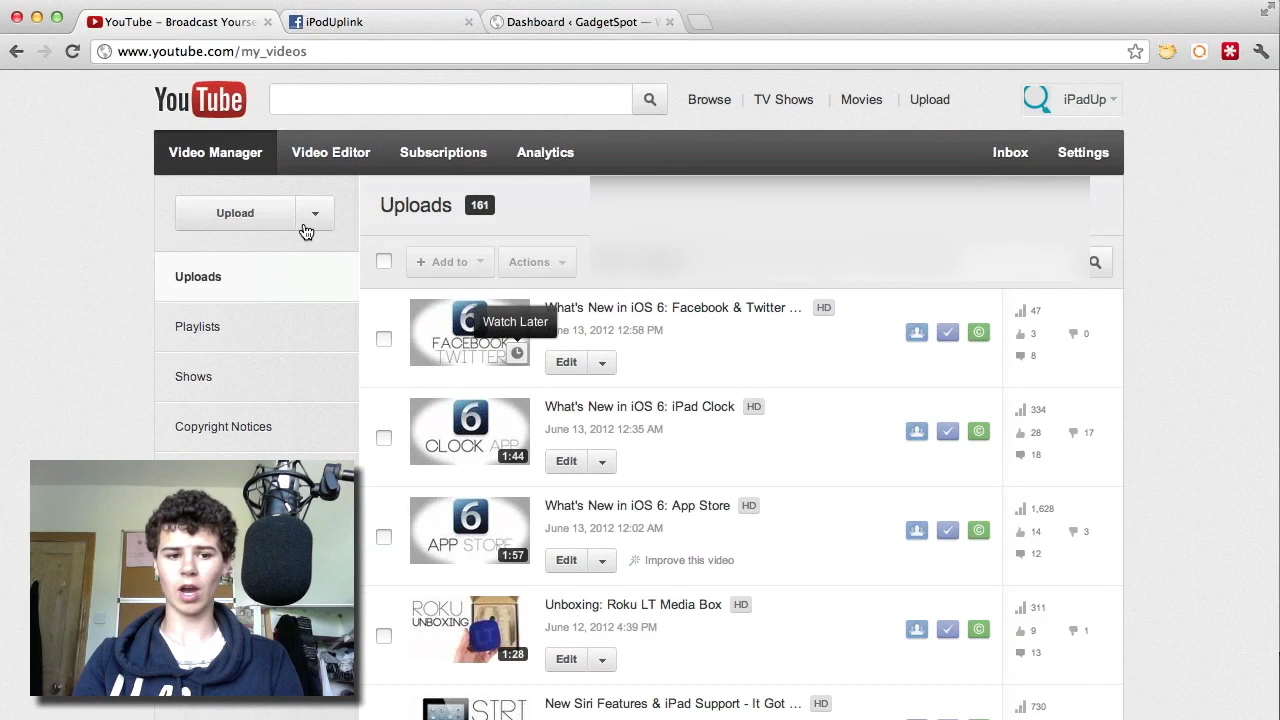 YouTube - Broadcast Yourse
iPodUplink
Dashboard ‹ GadgetSpot —
www.youtube.com/my_videos
YouTube
Browse
TV Shows
Movies
Upload
iPadUp
Video Manager
Video Editor
Subscriptions
Analytics
Inbox
Settings
Upload
Uploads 161
+ Add to
Actions
Uploads
Playlists
Shows
Copyright Notices
6
FACEBOOK
TWITTER
Watch Later
What's New in iOS 6: Facebook & Twitter ... HD
June 13, 2012 12:58 PM
Edit
47
3
0
8
6
CLOCK APP
1:44
What's New in iOS 6: iPad Clock HD
June 13, 2012 12:35 AM
Edit
334
28
17
18
6
APP STORE
1:57
What's New in iOS 6: App Store HD
June 13, 2012 12:02 AM
Edit
Improve this video
1,628
14
3
12
ROKU
UNBOXING
1:28
Unboxing: Roku LT Media Box HD
June 12, 2012 4:39 PM
Edit
311
9
1
13
SIRI
New Siri Features & iPad Support - It Got ... HD
730